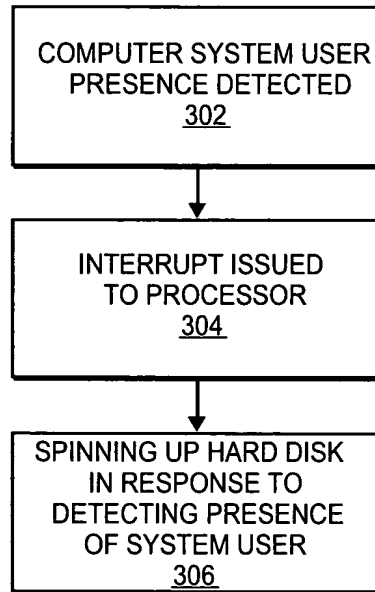 COMPUTER SYSTEM USER
PRESENCE DETECTED
302
INTERRUPT ISSUED
TO PROCESSOR
304
SPINNING UP HARD DISK
IN RESPONSE TO
DETECTING PRESENCE
OF SYSTEM USER
306